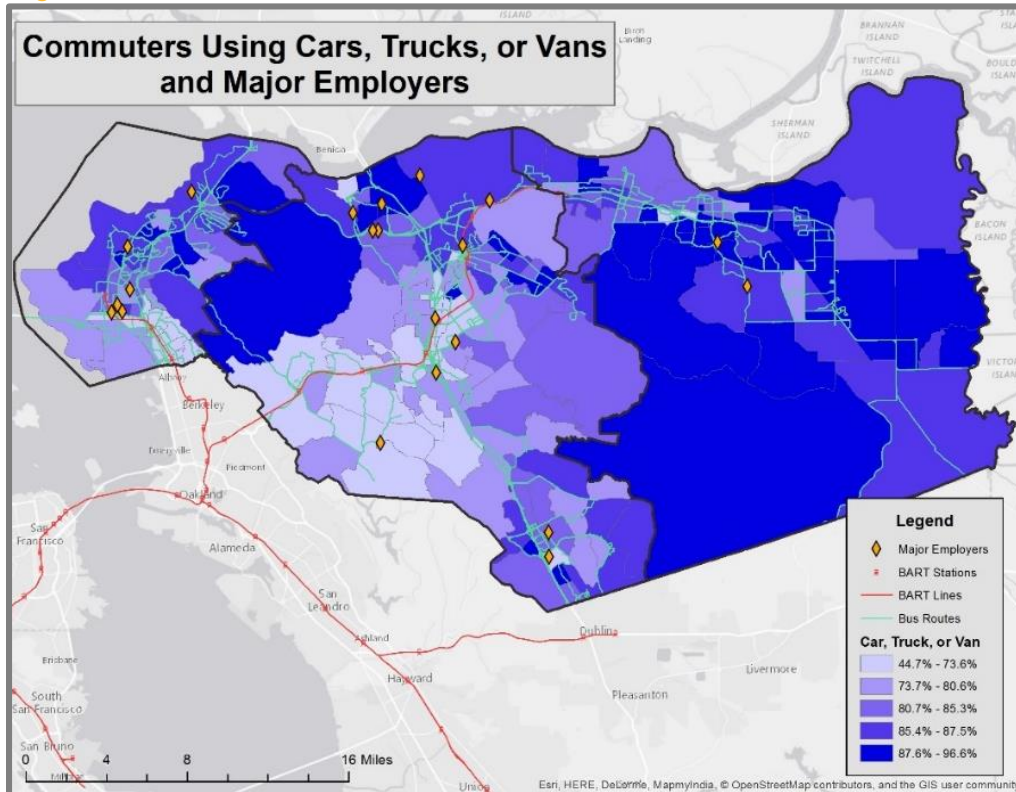 Commuters Using Cars, Trucks, or Vans
and Major Employers
ISLAND
BRANNAN
ISLAND
TWITCHELL
ISLAND
SHERMAN
ISLAND
Benicia
BACON
ISLAND
Albany
Berkeley
Emeryville
Piedmont
Oakland
San
Francisco
Alameda
San
Leandro
Ashland
Dublin
Livermore
Hayward
Pleasanton
Brisbane
South
San Francisco
San Bruno
Union
0 4 8 16 Miles
Legend
Major Employers
BART Stations
BART Lines
Bus Routes
Car, Truck, or Van
44.7% - 73.6%
73.7% - 80.6%
80.7% - 85.3%
85.4% - 87.5%
87.6% - 96.6%
Esri, HERE, DeLorme, MapmyIndia, © OpenStreetMap contributors, and the GIS user community